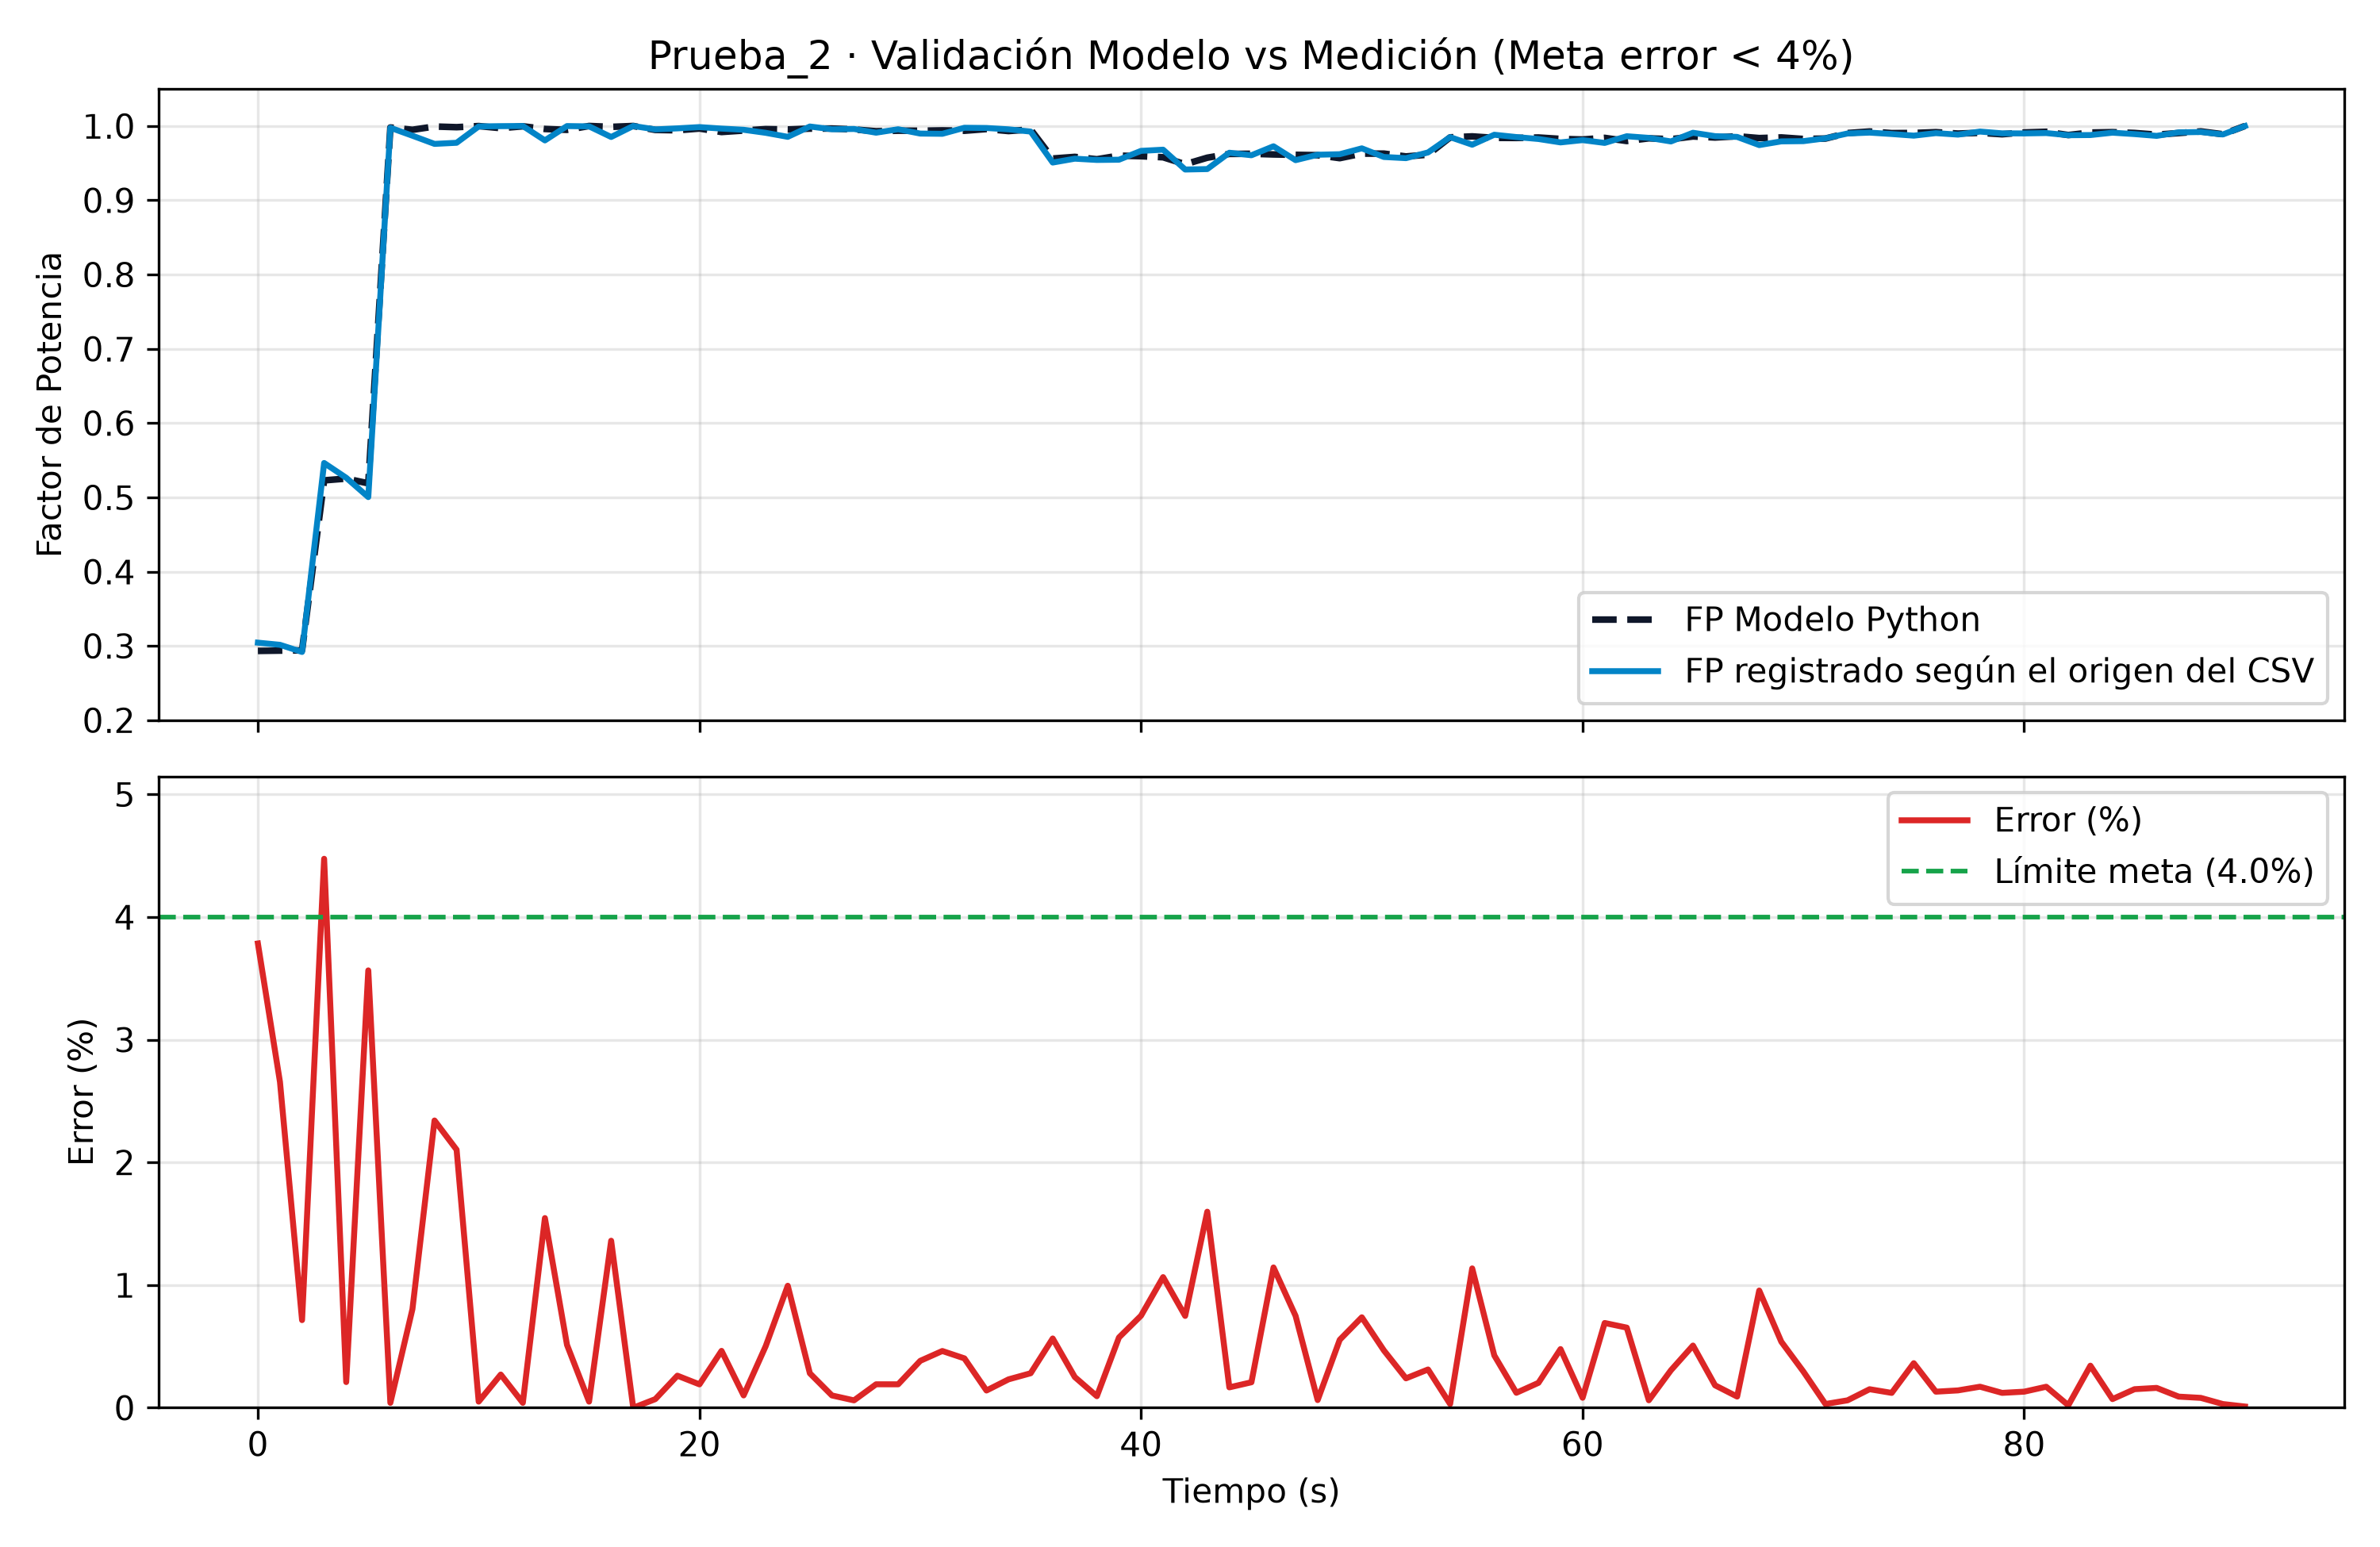 Prueba_2 · Validación Modelo vs Medición (Meta error < 4%)
1.0
0.9
0.8
0.7
0.6
0.5
0.4
0.3
0.2
Factor de Potencia
FP Modelo Python
FP registrado según el origen del CSV
5
4
3
2
1
0
Error (%)
Error (%)
Límite meta (4.0%)
0 20 40 60 80
Tiempo (s)